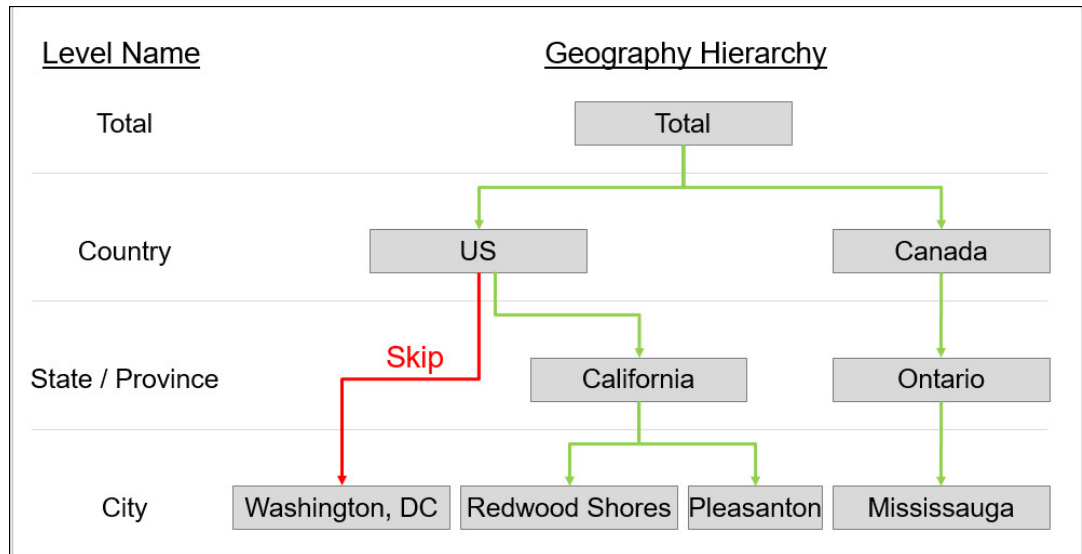 Level Name
Geography Hierarchy
Total
Total
Country
US
Canada
Skip
State / Province
California
Ontario
City
Washington, DC
Redwood Shores
Pleasanton
Mississauga